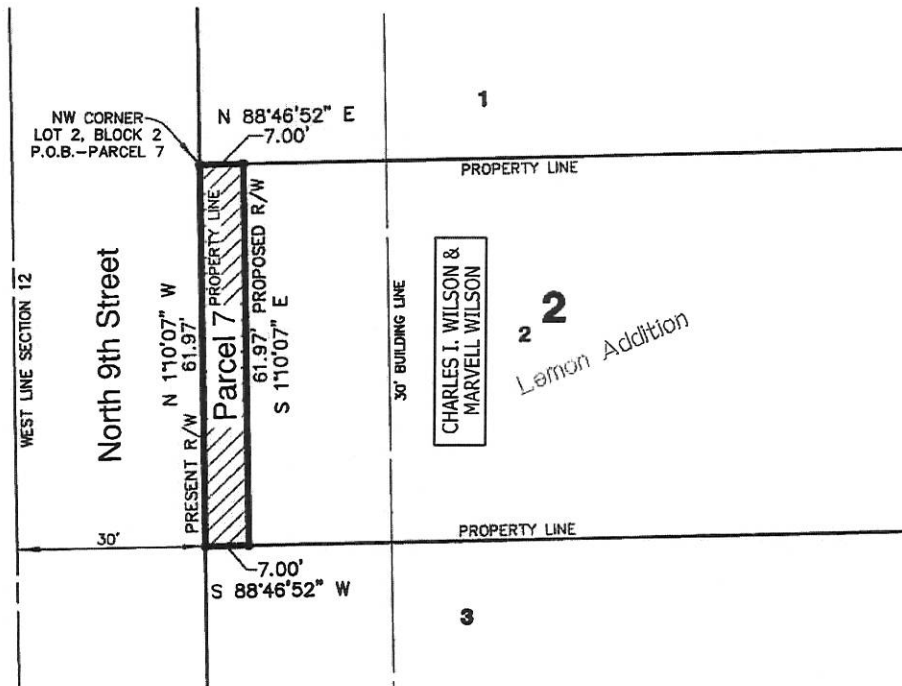 1
N 88°46'52" E
7.00'
NW CORNER
LOT 2, BLOCK 2
P.O.B.-PARCEL 7
PROPERTY LINE
WEST LINE SECTION 12
North 9th Street
N 1°10'07" W
61.97'
PRESENT R/W
PROPERTY LINE
Parcel 7
PROPOSED R/W
61.97'
S 1°10'07" E
30' BUILDING LINE
CHARLES I. WILSON &
MARVELL WILSON
2
2
Lemon Addition
30'
PROPERTY LINE
7.00'
S 88°46'52" W
3